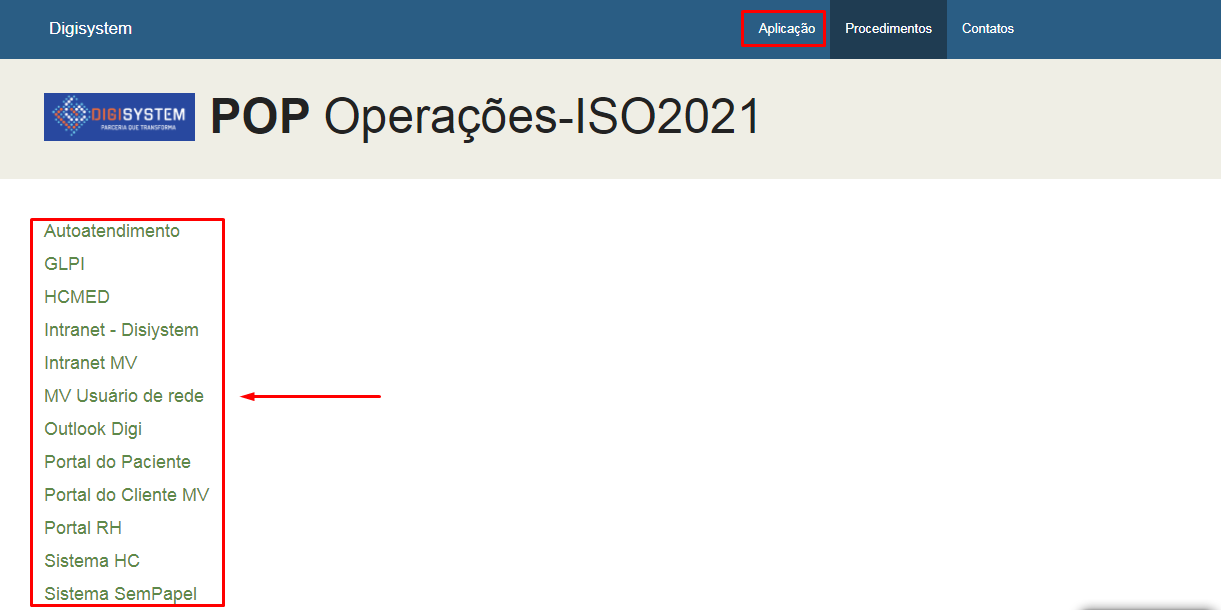 Digisystem
Aplicação
Procedimentos
Contatos
DIGISYSTEM
PARCERIA QUE TRANSFORMA
POP Operações-ISO2021
Autoatendimento
GLPI
HCMED
Intranet - Disiystem
Intranet MV
MV Usuário de rede
Outlook Digi
Portal do Paciente
Portal do Cliente MV
Portal RH
Sistema HC
Sistema SemPapel